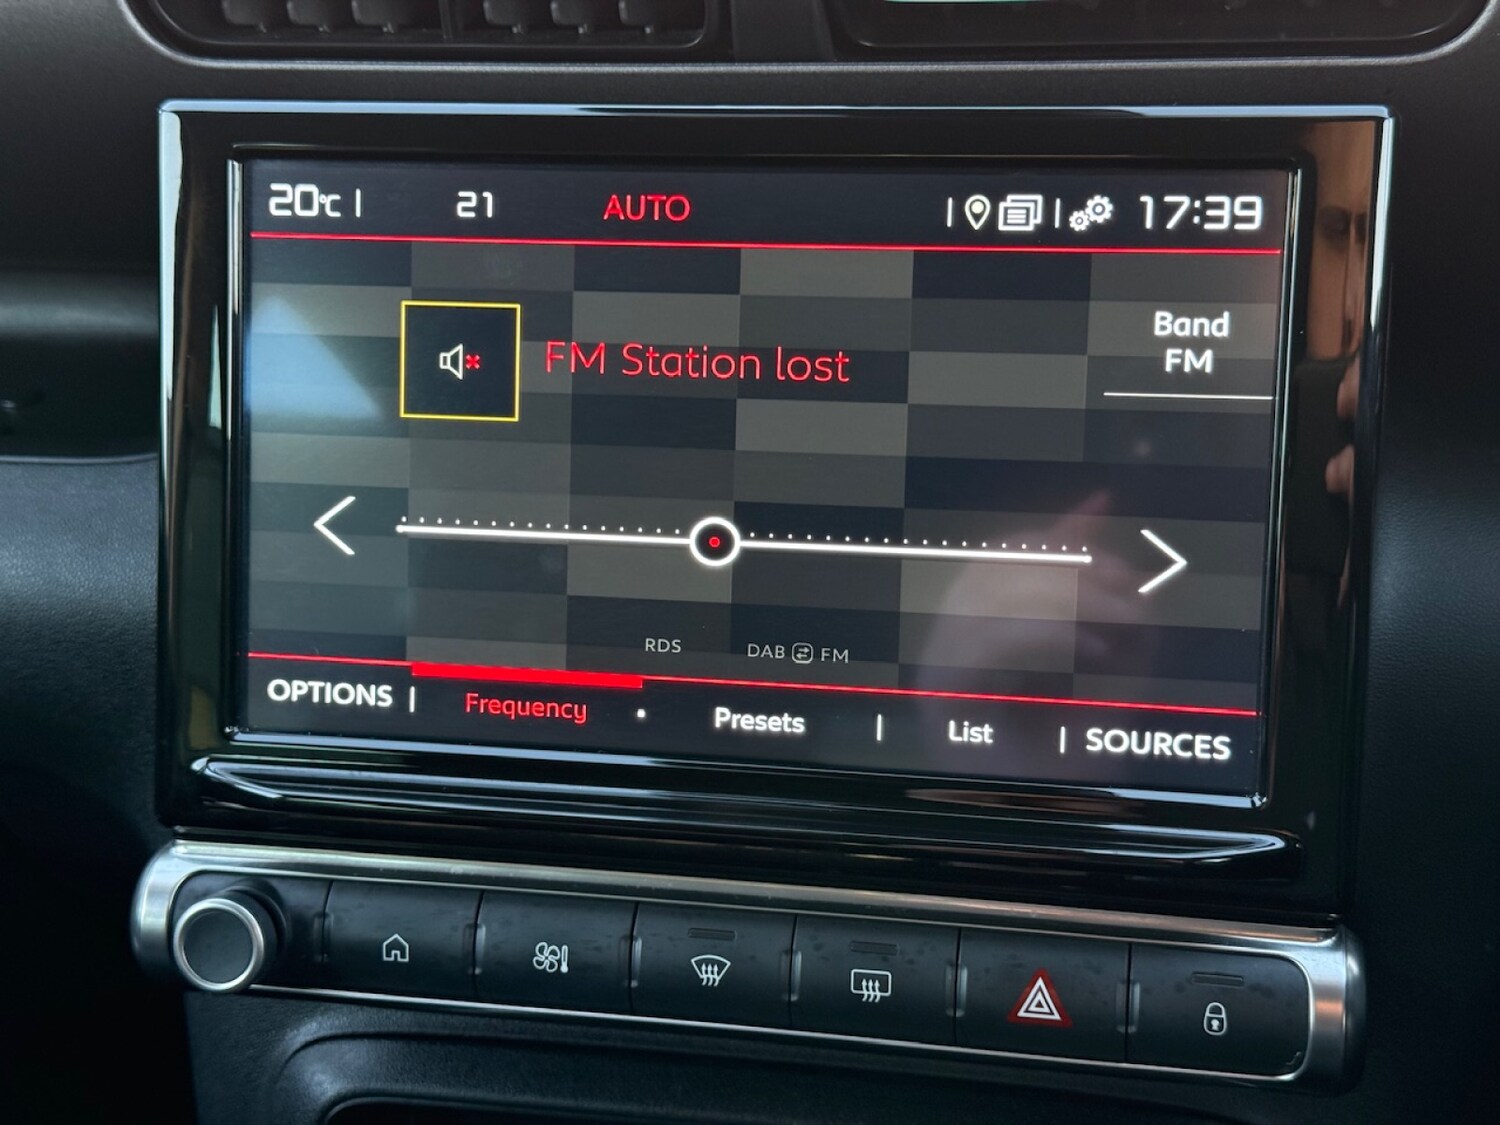 20°C | 21 AUTO | | 17:39
Band
FM
FM Station lost
RDS DAB FM
OPTIONS | Frequency • Presets | List | SOURCES